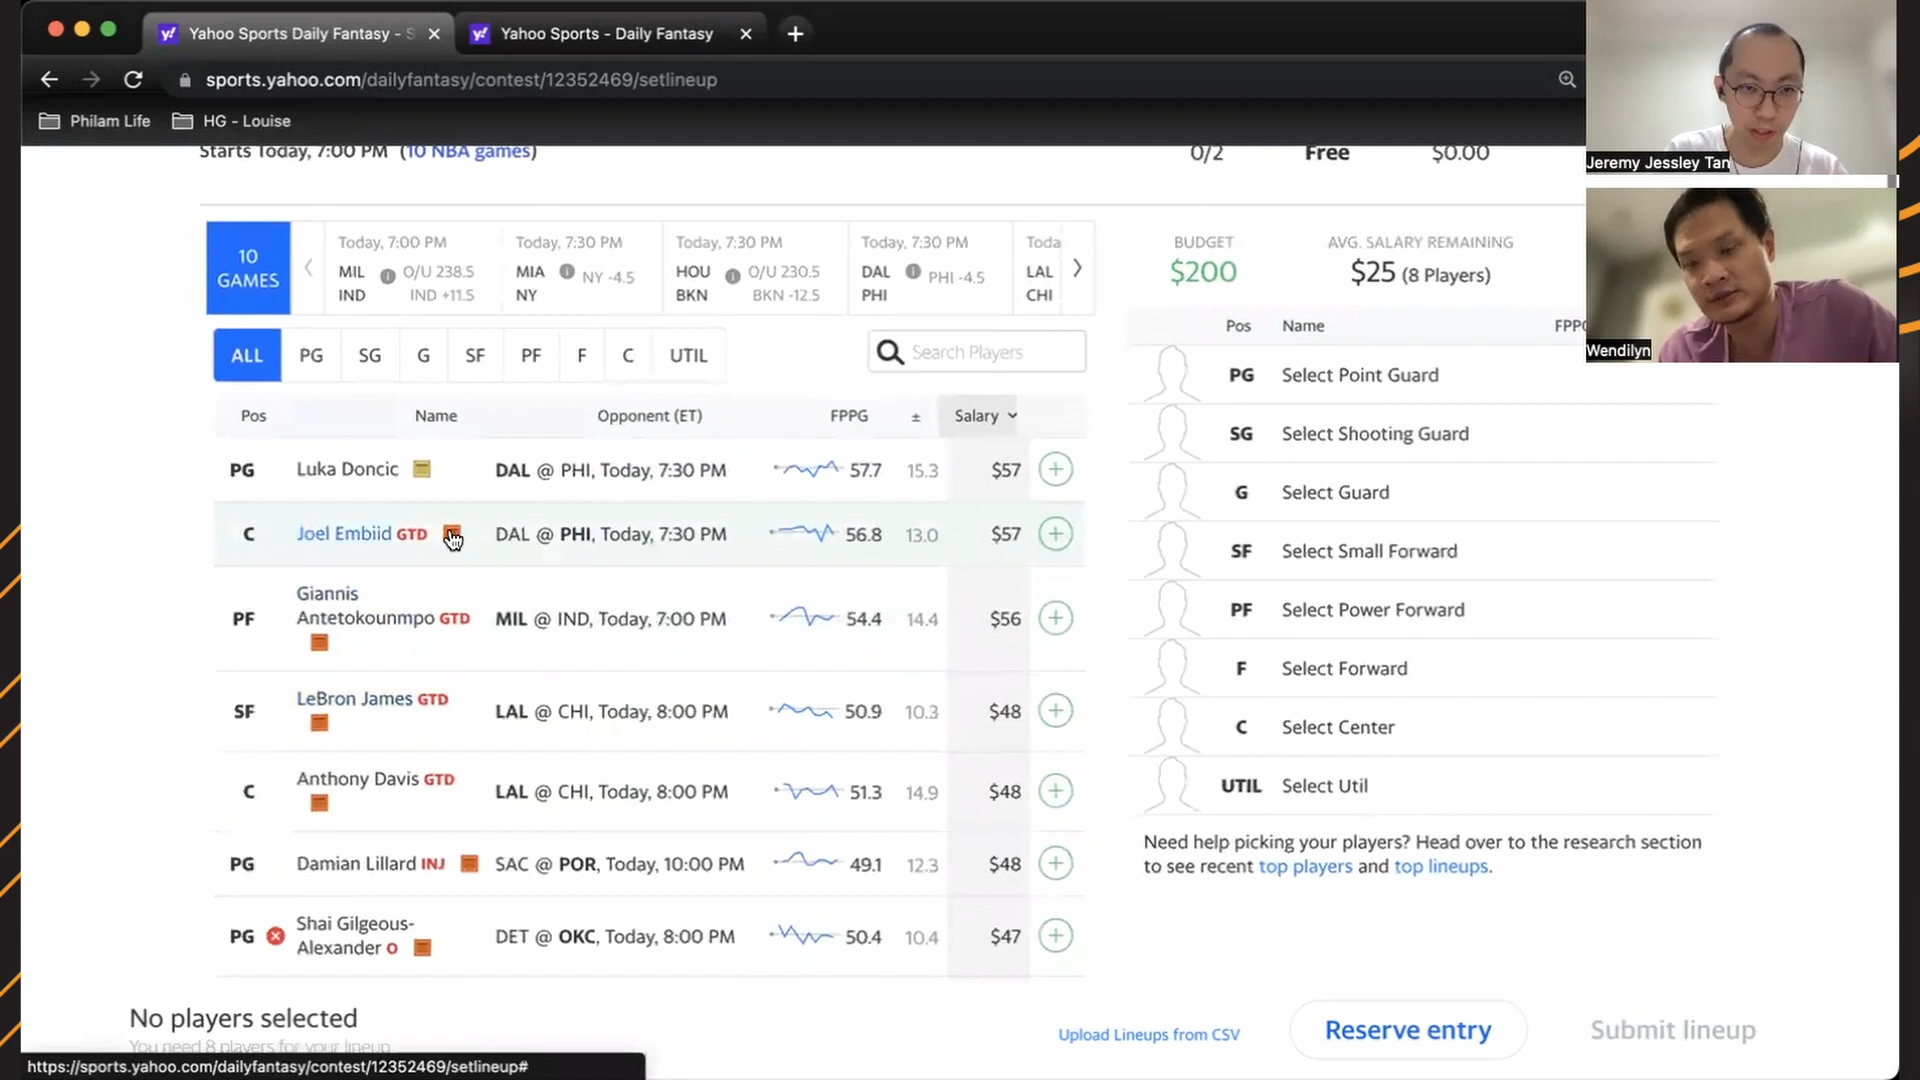 Yahoo Sports Daily Fantasy - S
Yahoo Sports - Daily Fantasy
sports.yahoo.com/dailyfantasy/contest/12352469/setlineup
Philam Life
HG - Louise
Jeremy Jessley Tan
Wendilyn
Starts Today, 7:00 PM (10 NBA games)
0/2 Free $0.00
10 GAMES
Today, 7:00 PM
MIL O/U 238.5
IND IND +11.5
Today, 7:30 PM
MIA NY -4.5
NY
Today, 7:30 PM
HOU O/U 230.5
BKN BKN -12.5
Today, 7:30 PM
DAL PHI -4.5
PHI
Toda
LAL
CHI
BUDGET
$200
AVG. SALARY REMAINING
$25 (8 Players)
ALL PG SG G SF PF F C UTIL
Search Players
Pos Name Opponent (ET) FPPG ± Salary
PG Luka Doncic DAL @ PHI, Today, 7:30 PM 57.7 15.3 $57
C Joel Embiid GTD DAL @ PHI, Today, 7:30 PM 56.8 13.0 $57
PF Giannis Antetokounmpo GTD MIL @ IND, Today, 7:00 PM 54.4 14.4 $56
SF LeBron James GTD LAL @ CHI, Today, 8:00 PM 50.9 10.3 $48
C Anthony Davis GTD LAL @ CHI, Today, 8:00 PM 51.3 14.9 $48
PG Damian Lillard INJ SAC @ POR, Today, 10:00 PM 49.1 12.3 $48
PG Shai Gilgeous-Alexander O DET @ OKC, Today, 8:00 PM 50.4 10.4 $47
Pos Name FPPG
PG Select Point Guard
SG Select Shooting Guard
G Select Guard
SF Select Small Forward
PF Select Power Forward
F Select Forward
C Select Center
UTIL Select Util
Need help picking your players? Head over to the research section
to see recent top players and top lineups.
No players selected
You need 8 players for your lineup.
Upload Lineups from CSV
Reserve entry
Submit lineup
https://sports.yahoo.com/dailyfantasy/contest/12352469/setlineup#